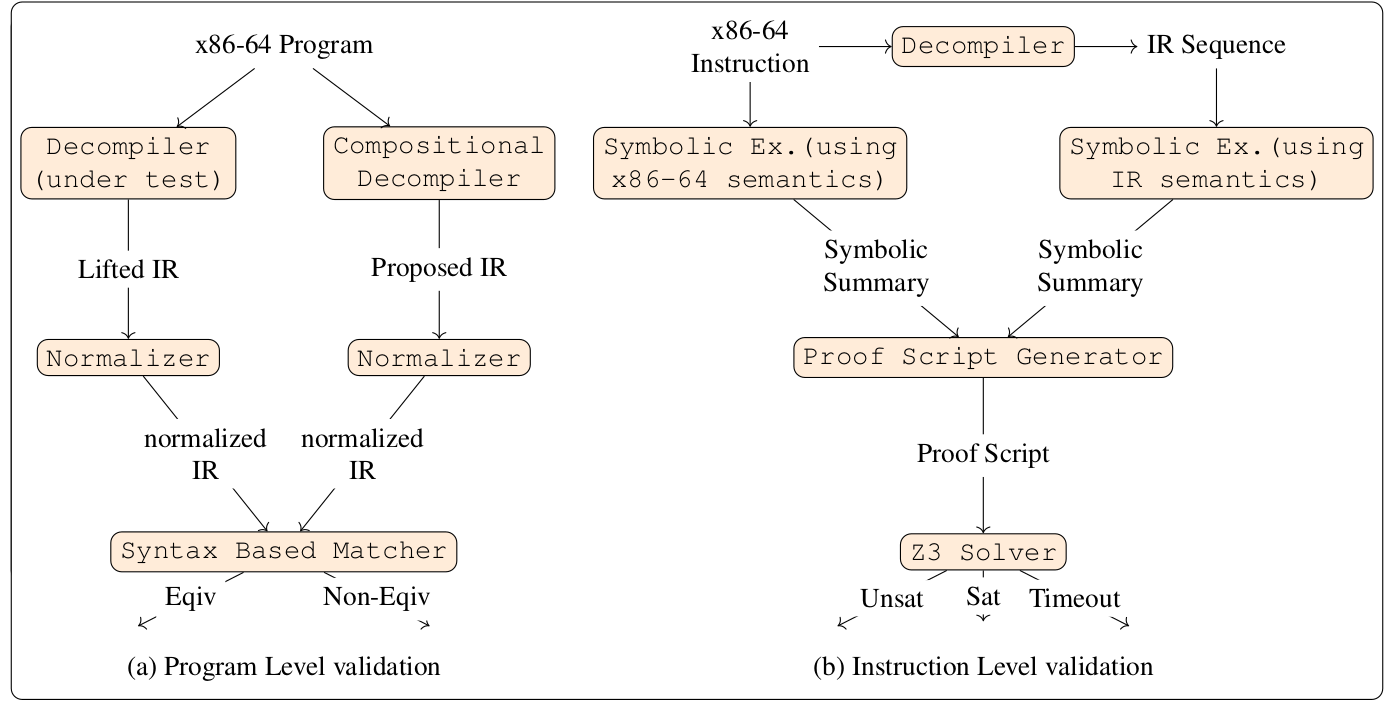 x86-64 Program
Decompiler
(under test)
Compositional
Decompiler
Lifted IR
Proposed IR
Normalizer
Normalizer
normalized
IR
normalized
IR
Syntax Based Matcher
Eqiv
Non-Eqiv
(a) Program Level validation
x86-64
Instruction
Decompiler
IR Sequence
Symbolic Ex.(using
x86-64 semantics)
Symbolic Ex.(using
IR semantics)
Symbolic
Summary
Symbolic
Summary
Proof Script Generator
Proof Script
Z3 Solver
Unsat
Sat
Timeout
(b) Instruction Level validation